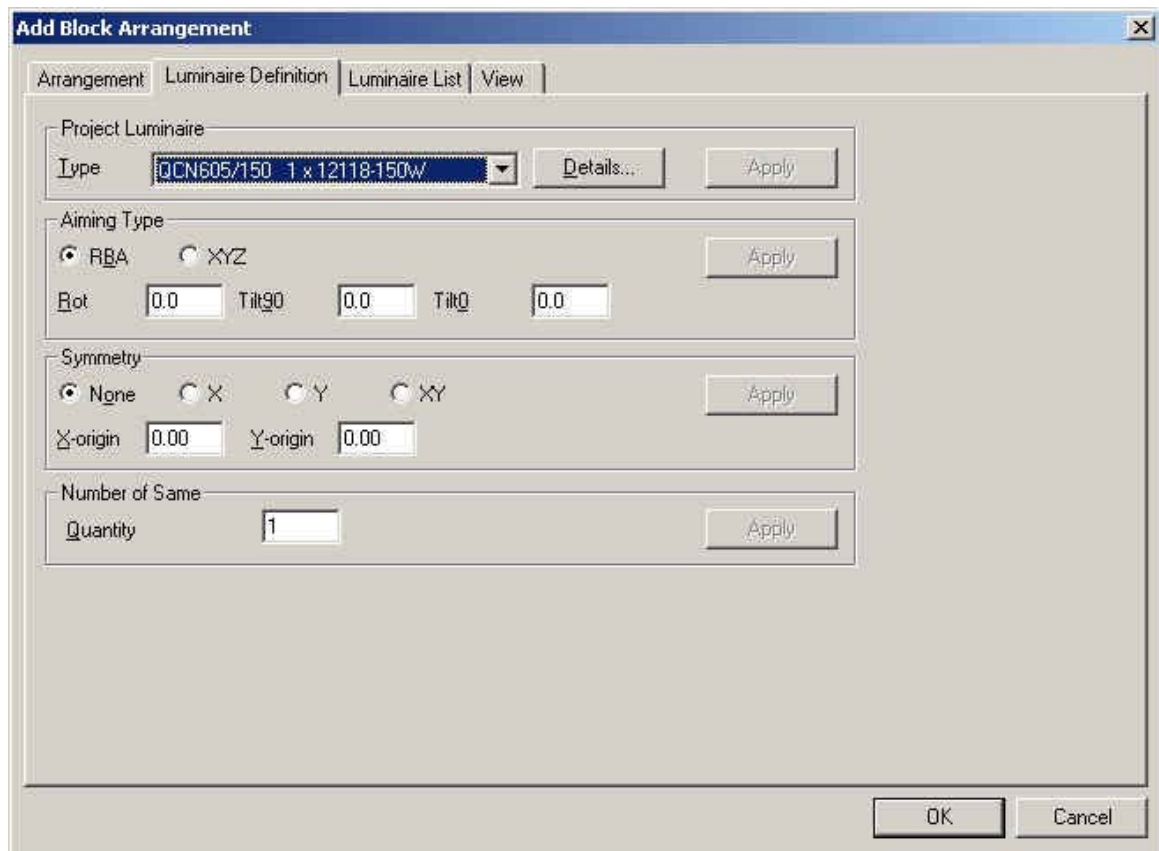 Add Block Arrangement
Arrangement Luminaire Definition Luminaire List View
Project Luminaire
Type QCN605/150 1 x 12118-150W Details... Apply
Aiming Type
RBA XYZ Apply
Rot 0.0 Tilt90 0.0 Tilt0 0.0
Symmetry
None X Y XY Apply
X-origin 0.00 Y-origin 0.00
Number of Same
Quantity 1 Apply
OK Cancel